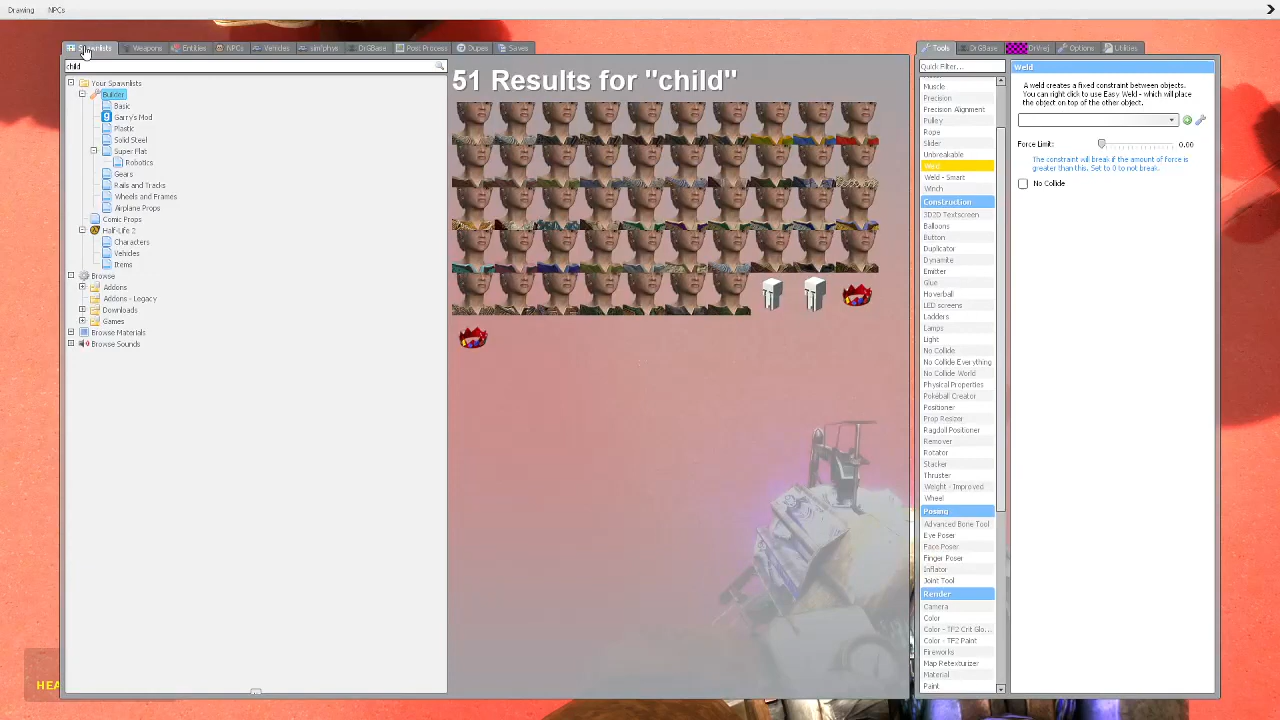 Drawing NPCs
Spawnlists Weapons Entities NPCs Vehicles simfphys DrGBase Post Process Dupes Saves
child
Your Spawnlists
Builder
Basic
Garry's Mod
Plastic
Solid Steel
Super Flat
Robotics
Gears
Rails and Tracks
Wheels and Frames
Airplane Props
Comic Props
Half-Life 2
Characters
Vehicles
Items
Browse
Addons
Addons - Legacy
Downloads
Games
Browse Materials
Browse Sounds
51 Results for "child"
HEA
Tools DrGBase DrVrej Options Utilities
Quick Filter...
Muscle
Precision
Precision Alignment
Pulley
Rope
Slider
Unbreakable
Weld
Weld - Smart
Winch
Construction
3D2D Textscreen
Balloons
Button
Duplicator
Dynamite
Emitter
Glue
Hoverball
LED screens
Ladders
Lamps
Light
No Collide
No Collide Everything
No Collide World
Physical Properties
Pokeball Creator
Positioner
Prop Resizer
Ragdoll Positioner
Remover
Rotator
Stacker
Thruster
Weight - Improved
Wheel
Posing
Advanced Bone Tool
Eye Poser
Face Poser
Finger Poser
Inflator
Joint Tool
Render
Camera
Color
Color - TF2 Crit Glo...
Color - TF2 Paint
Fireworks
Map Retexturizer
Material
Paint
Weld
A weld creates a fixed constraint between objects.
You can right click to use Easy Weld - which will place
the object on top of the other object.
Force Limit: 0.00
The constraint will break if the amount of force is
greater than this. Set to 0 to not break.
No Collide